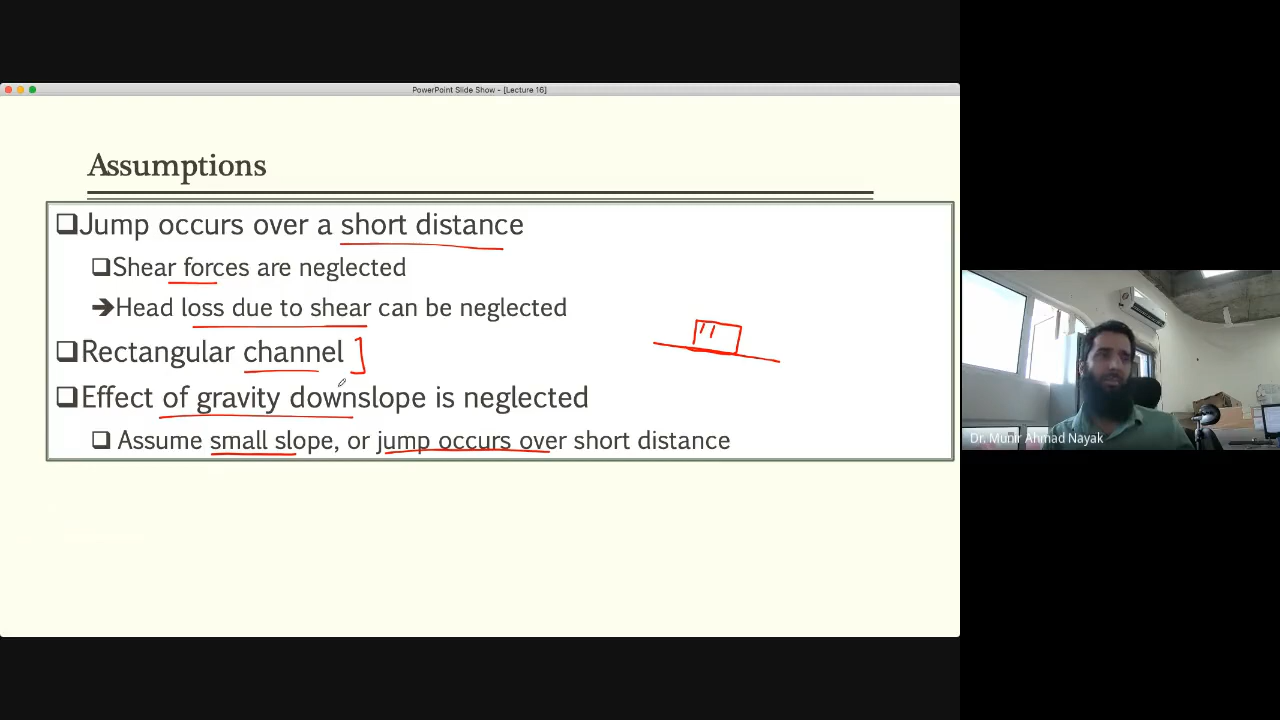 PowerPoint Slide Show - [Lecture 16]
Assumptions
Jump occurs over a short distance
Shear forces are neglected
Head loss due to shear can be neglected
Rectangular channel
Effect of gravity downslope is neglected
Assume small slope, or jump occurs over short distance
Dr. Munir Ahmad Nayak